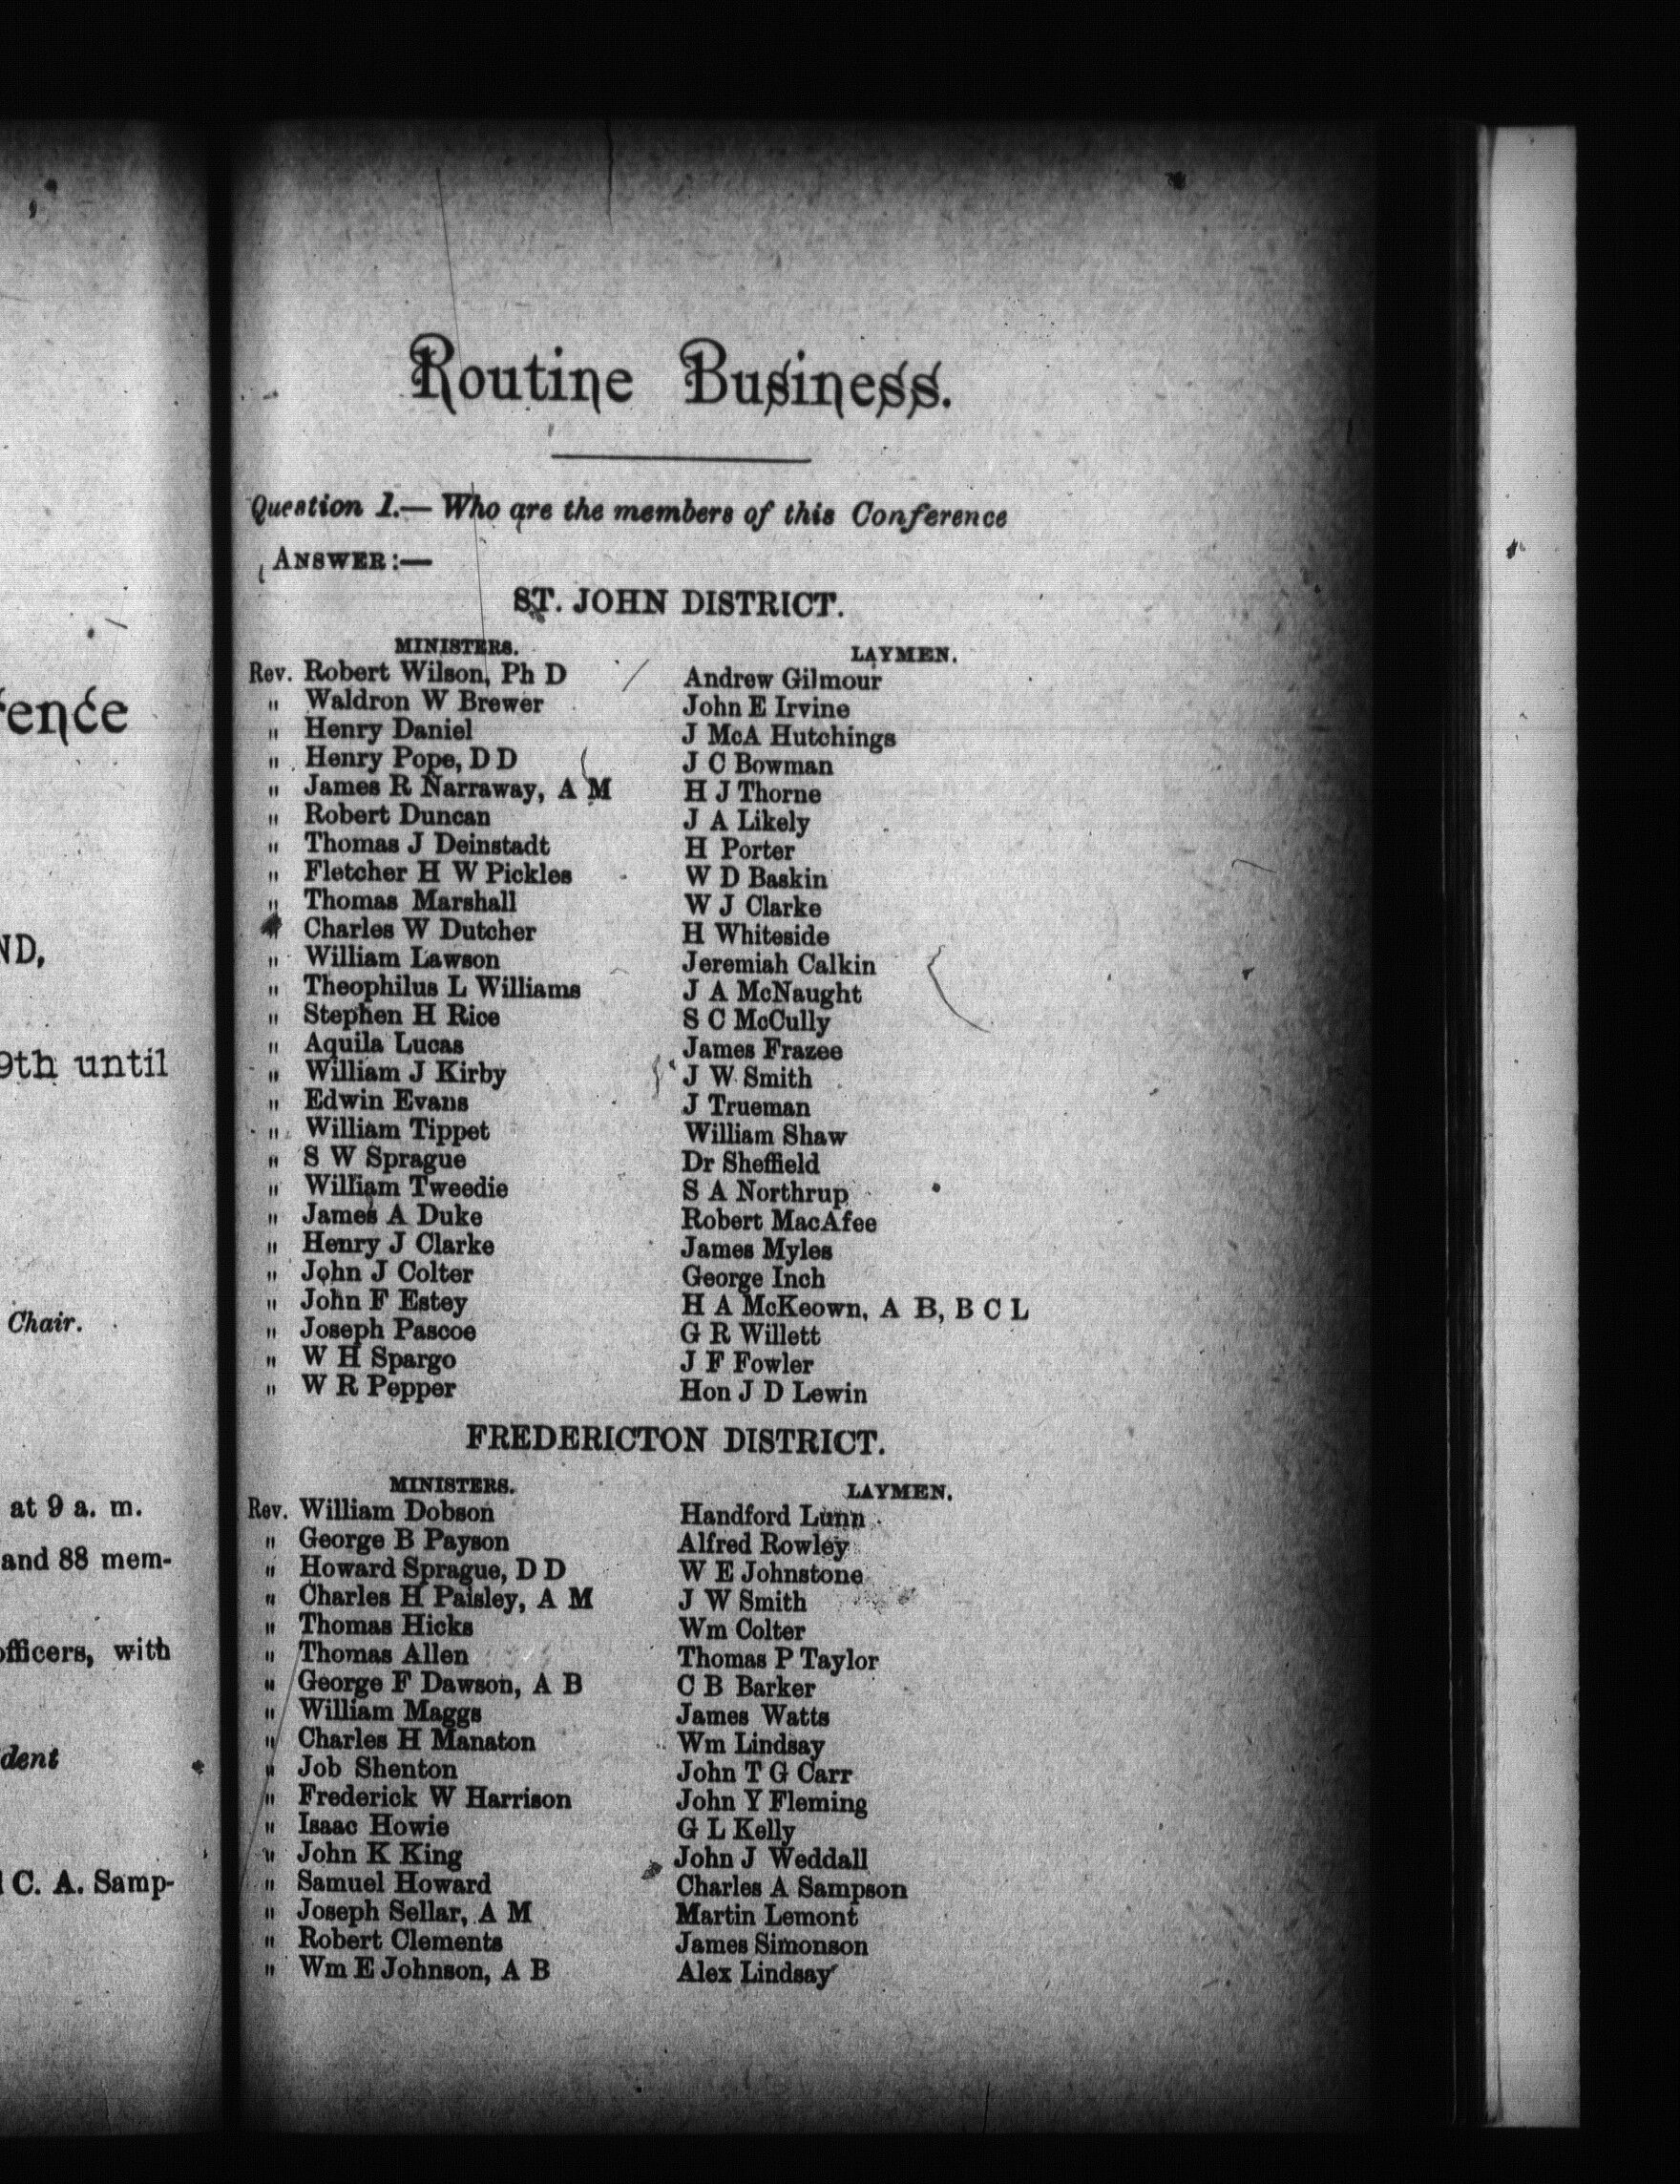 ence
ND,
9th until
Chair.
at 9 a. m.
and 88 mem-
officers, with
dent
C. A. Samp-
Routine Business.
Question 1.— Who are the members of this Conference
ANSWER:—
ST. JOHN DISTRICT.
MINISTERS. LAYMEN.
Rev. Robert Wilson, Ph D Andrew Gilmour
" Waldron W Brewer John E Irvine
" Henry Daniel J McA Hutchings
" Henry Pope, D D J C Bowman
" James R Narraway, A M H J Thorne
" Robert Duncan J A Likely
" Thomas J Deinstadt H Porter
" Fletcher H W Pickles W D Baskin
" Thomas Marshall W J Clarke
" Charles W Dutcher H Whiteside
" William Lawson Jeremiah Calkin
" Theophilus L Williams J A McNaught
" Stephen H Rice S C McCully
" Aquila Lucas James Frazee
" William J Kirby J W Smith
" Edwin Evans J Trueman
" William Tippet William Shaw
" S W Sprague Dr Sheffield
" William Tweedie S A Northrup
" James A Duke Robert MacAfee
" Henry J Clarke James Myles
" John J Colter George Inch
" John F Estey H A McKeown, A B, B C L
" Joseph Pascoe G R Willett
" W H Spargo J F Fowler
" W R Pepper Hon J D Lewin
FREDERICTON DISTRICT.
MINISTERS. LAYMEN.
Rev. William Dobson Handford Lunn
" George B Payson Alfred Rowley
" Howard Sprague, D D W E Johnstone
" Charles H Paisley, A M J W Smith
" Thomas Hicks Wm Colter
" Thomas Allen Thomas P Taylor
" George F Dawson, A B C B Barker
" William Maggs James Watts
" Charles H Manaton Wm Lindsay
" Job Shenton John T G Carr
" Frederick W Harrison John Y Fleming
" Isaac Howie G L Kelly
" John K King John J Weddall
" Samuel Howard Charles A Sampson
" Joseph Sellar, A M Martin Lemont
" Robert Clements James Simonson
" Wm E Johnson, A B Alex Lindsay